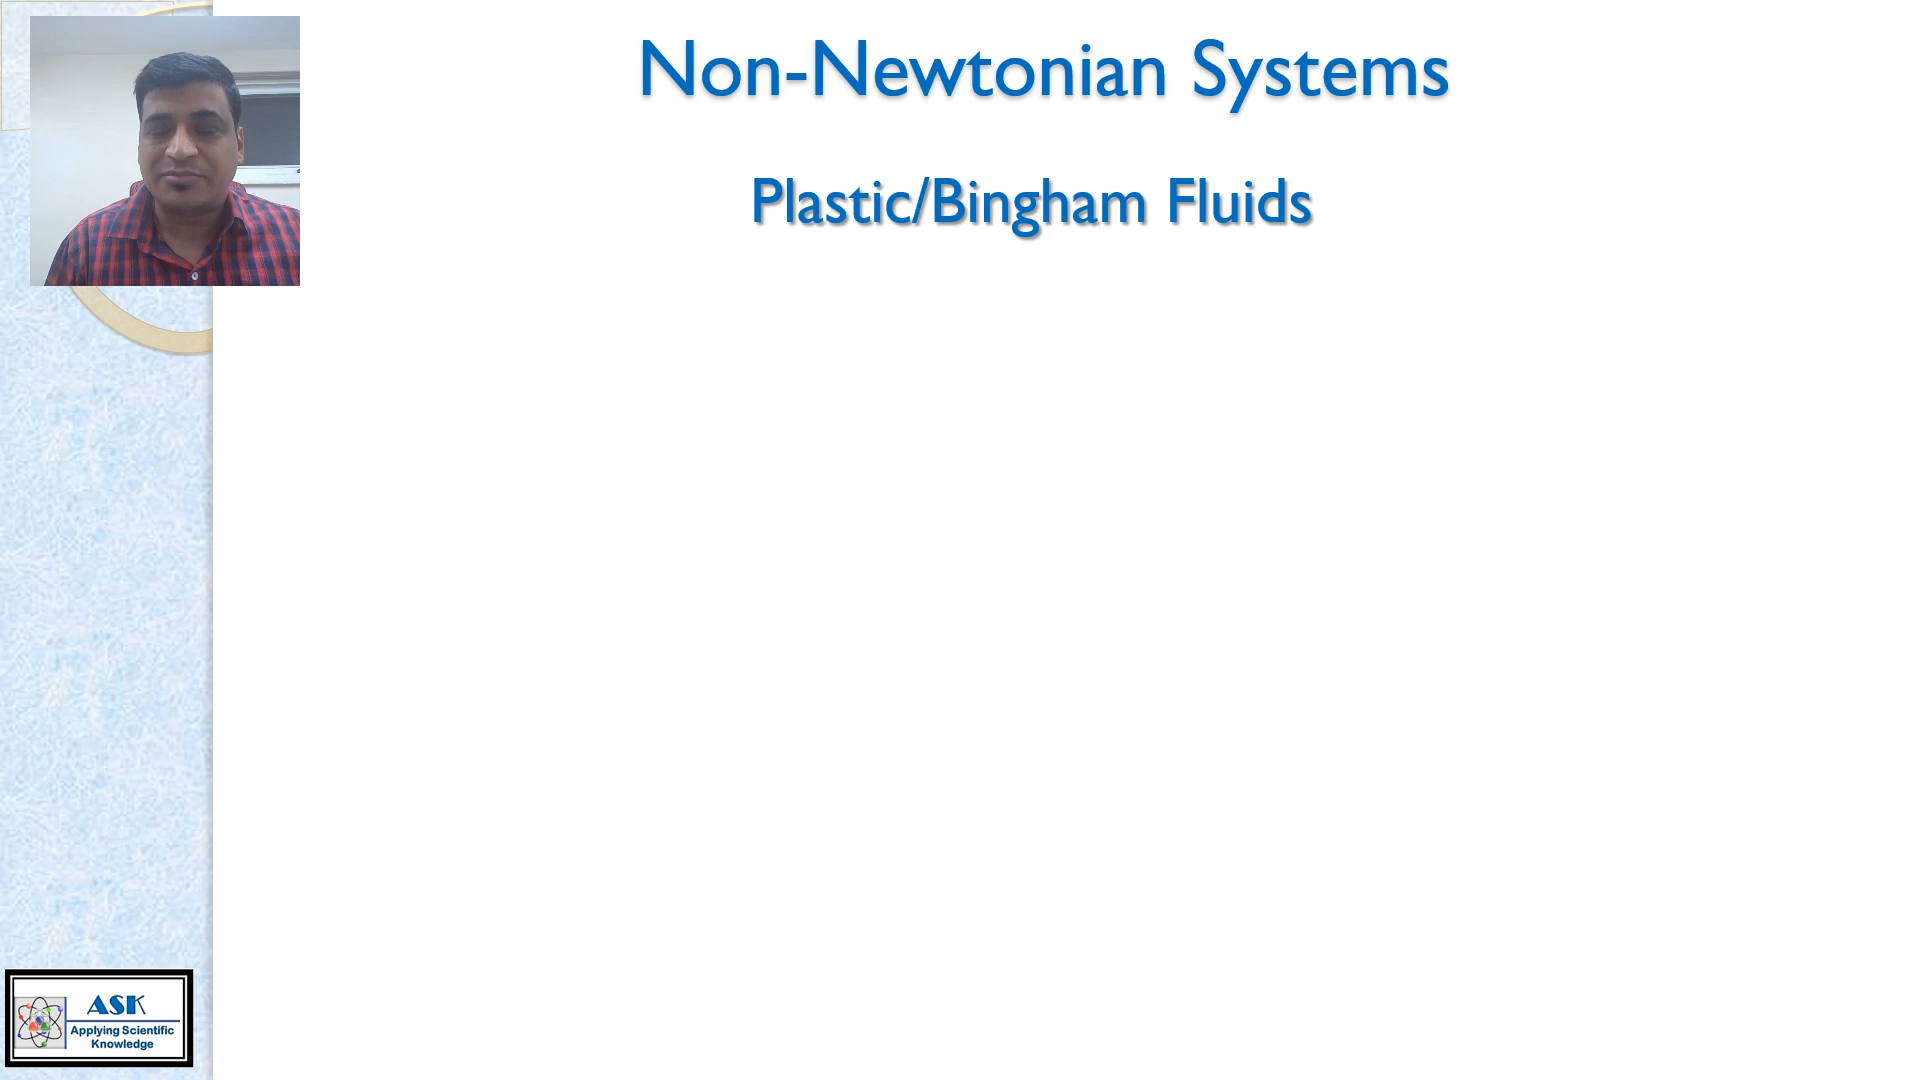 Non-Newtonian Systems
Plastic/Bingham Fluids
ASK
Applying Scientific
Knowledge